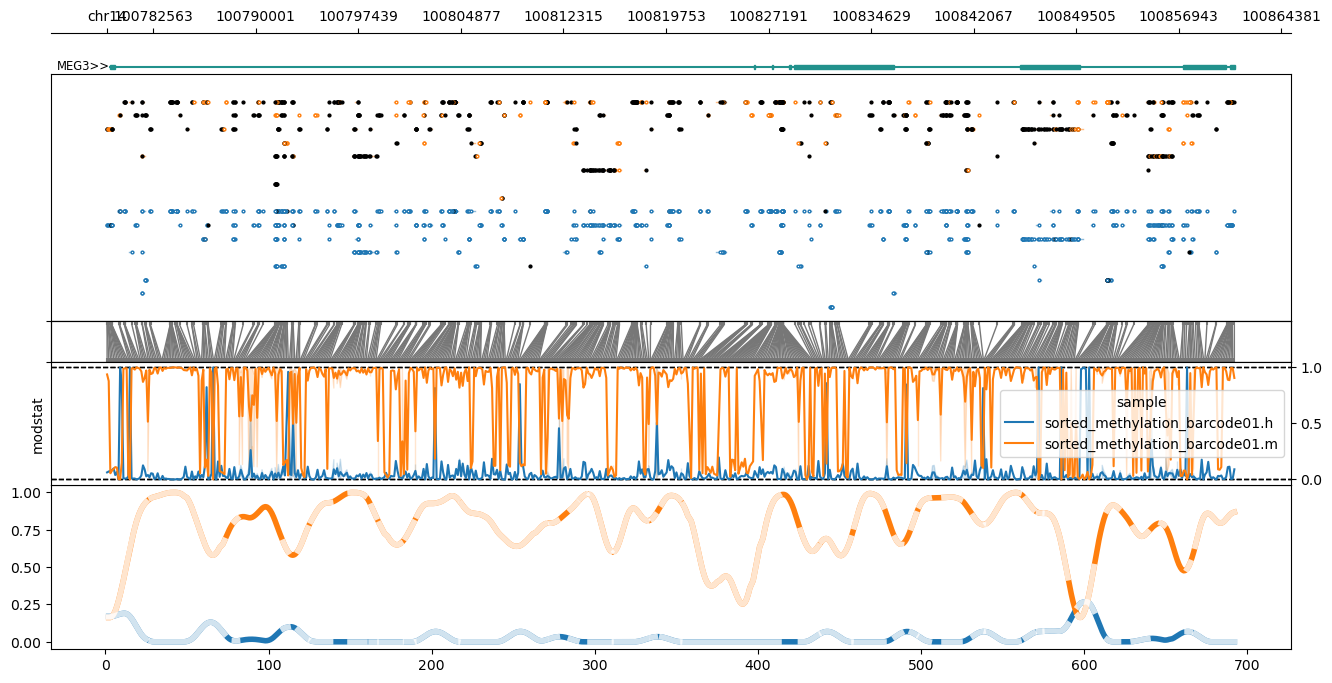 chr14 100782563 100790001 100797439 100804877 100812315 100819753 100827191 100834629 100842067 100849505 100856943 100864381
MEG3>>
modstat
1.0
0.5
0.0
sample
sorted_methylation_barcode01.h
sorted_methylation_barcode01.m
1.00
0.75
0.50
0.25
0.00
0 100 200 300 400 500 600 700